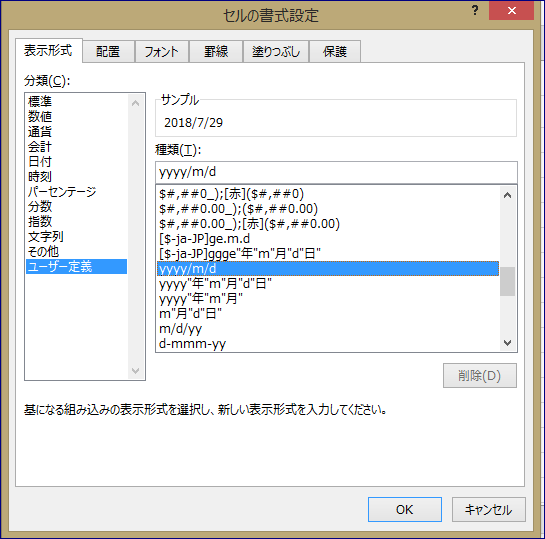 セルの書式設定
?
×
表示形式
配置
フォント
罫線
塗りつぶし
保護
分類(C):
標準
数値
通貨
会計
日付
時刻
パーセンテージ
分数
指数
文字列
その他
ユーザー定義
サンプル
2018/7/29
種類(T):
yyyy/m/d
$#,##0_);[赤]($#,##0)
$#,##0.00_);($#,##0.00)
$#,##0.00_);[赤]($#,##0.00)
[$-ja-JP]ge.m.d
[$-ja-JP]ggge"年"m"月"d"日"
yyyy/m/d
yyyy"年"m"月"d"日"
yyyy"年"m"月"
m"月"d"日"
m/d/yy
d-mmm-yy
削除(D)
基になる組み込みの表示形式を選択し、新しい表示形式を入力してください。
OK
キャンセル